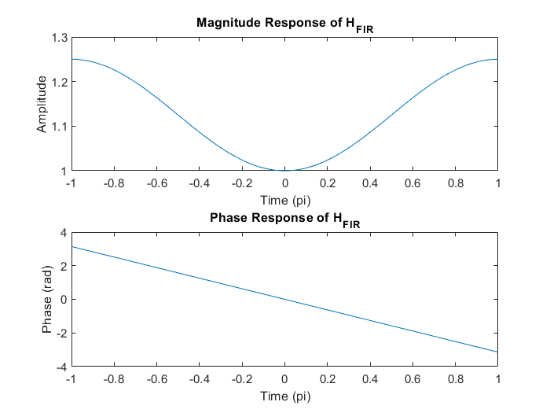 Magnitude Response of H_FIR
1.3
1.2
1.1
1
Amplitude
-1 -0.8 -0.6 -0.4 -0.2 0 0.2 0.4 0.6 0.8 1
Time (pi)
Phase Response of H_FIR
4
2
0
-2
-4
Phase (rad)
-1 -0.8 -0.6 -0.4 -0.2 0 0.2 0.4 0.6 0.8 1
Time (pi)